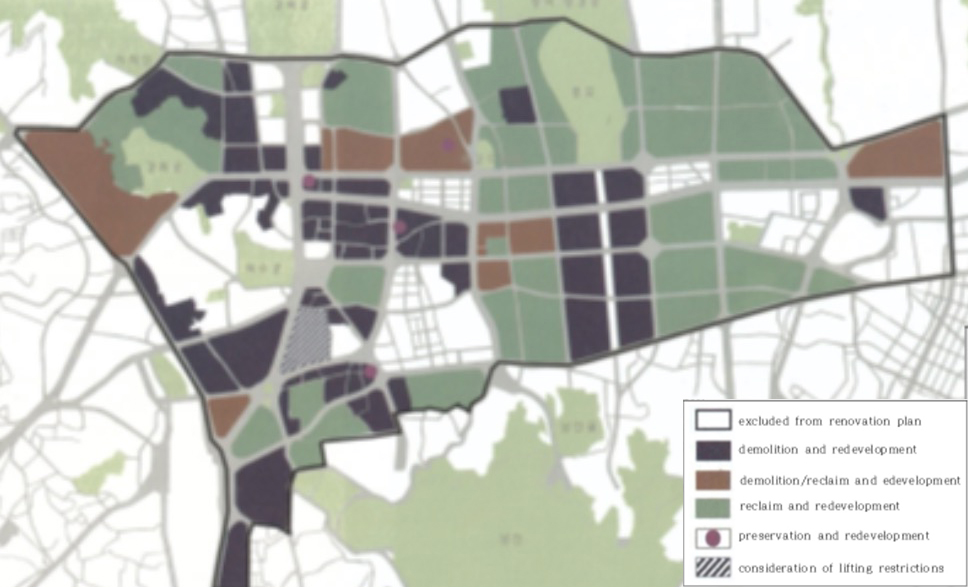 excluded from renovation plan
demolition and redevelopment
demolition/reclaim and edevelopment
reclaim and redevelopment
preservation and redevelopment
consideration of lifting restrictions